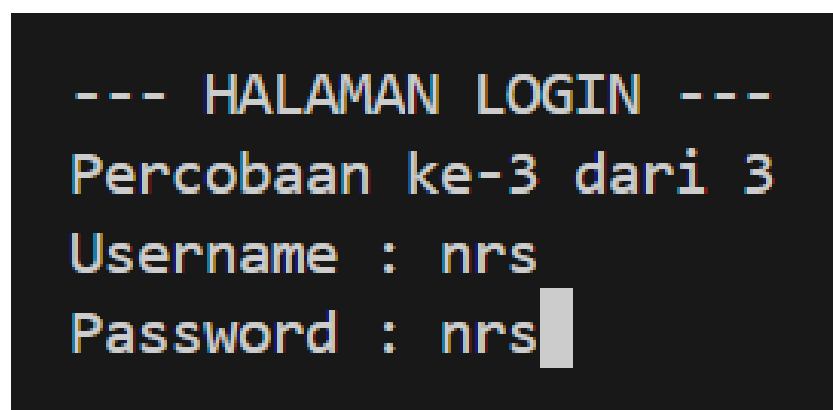 --- HALAMAN LOGIN ---
Percobaan ke-3 dari 3
Username : nrs
Password : nrs